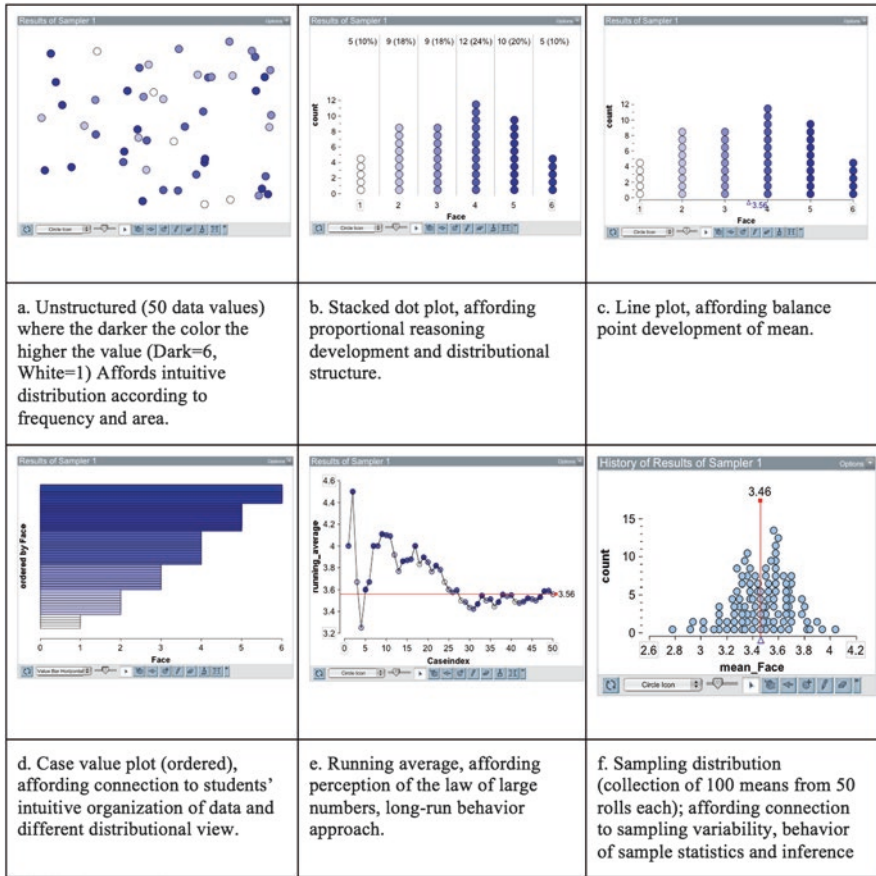 Results of Sampler 1 Options
Circle Icon
Results of Sampler 1 Options
5 (10%) 9 (18%) 9 (18%) 12 (24%) 10 (20%) 5 (10%)
count
12
10
8
6
4
2
0
1 2 3 4 5 6
Face
Circle Icon
Results of Sampler 1 Options
count
12
10
8
6
4
2
0
3.56
1 2 3 4 5 6
Face
Circle Icon
a. Unstructured (50 data values)
where the darker the color the
higher the value (Dark=6,
White=1) Affords intuitive
distribution according to
frequency and area.
b. Stacked dot plot, affording
proportional reasoning
development and distributional
structure.
c. Line plot, affording balance
point development of mean.
Results of Sampler 1 Options
ordered by Face
0 1 2 3 4 5 6
Face
Value Bar Horizontal
Results of Sampler 1 Options
running_average
4.6
4.4
4.2
4
3.8
3.6
3.4
3.2
3.56
0 5 10 15 20 25 30 35 40 45 50
Caseindex
Circle Icon
History of Results of Sampler 1 Options
3.46
count
15
10
5
0
2.6 3 3.4 3.8 4.2
mean_Face
Circle Icon
d. Case value plot (ordered),
affording connection to students’
intuitive organization of data and
different distributional view.
e. Running average, affording
perception of the law of large
numbers, long-run behavior
approach.
f. Sampling distribution
(collection of 100 means from 50
rolls each); affording connection
to sampling variability, behavior
of sample statistics and inference